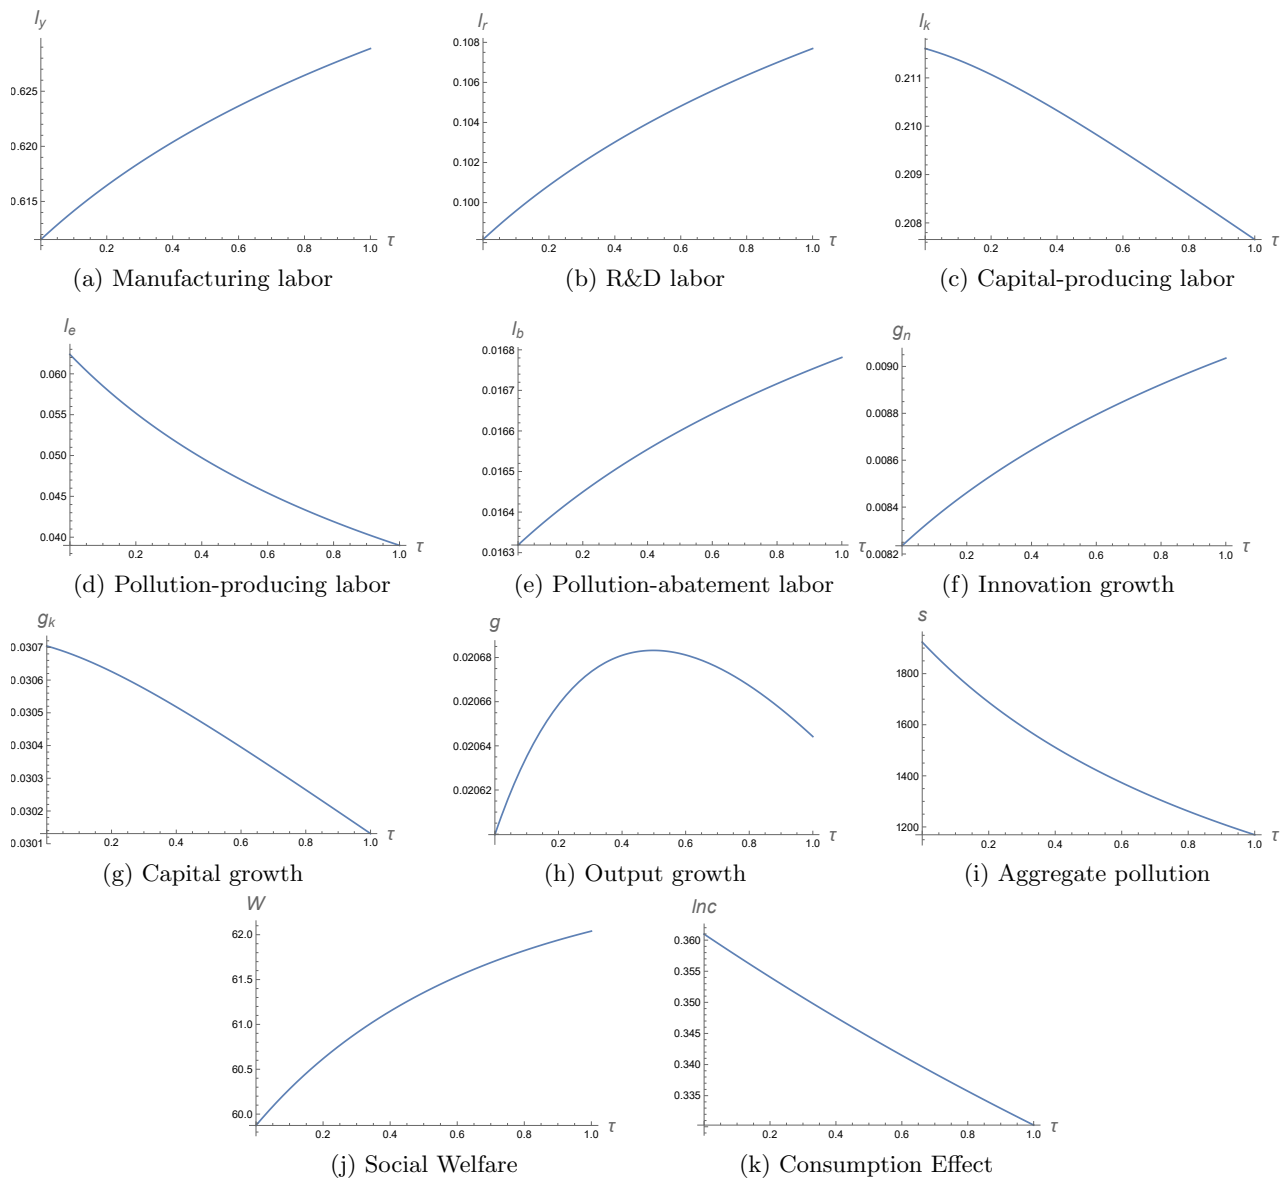 l_y
0.625
0.620
0.615
0.2 0.4 0.6 0.8 1.0 τ
(a) Manufacturing labor
l_r
0.108
0.106
0.104
0.102
0.100
0.2 0.4 0.6 0.8 1.0 τ
(b) R&D labor
l_k
0.211
0.210
0.209
0.208
0.2 0.4 0.6 0.8 1.0 τ
(c) Capital-producing labor
l_e
0.060
0.055
0.050
0.045
0.040
0.2 0.4 0.6 0.8 1.0 τ
(d) Pollution-producing labor
l_b
0.0168
0.0167
0.0166
0.0165
0.0164
0.0163
0.2 0.4 0.6 0.8 1.0 τ
(e) Pollution-abatement labor
g_n
0.0090
0.0088
0.0086
0.0084
0.0082
0.2 0.4 0.6 0.8 1.0 τ
(f) Innovation growth
g_k
0.0307
0.0306
0.0305
0.0304
0.0303
0.0302
0.0301
0.2 0.4 0.6 0.8 1.0 τ
(g) Capital growth
g
0.02068
0.02066
0.02064
0.02062
0.2 0.4 0.6 0.8 1.0 τ
(h) Output growth
s
1800
1600
1400
1200
0.2 0.4 0.6 0.8 1.0 τ
(i) Aggregate pollution
W
62.0
61.5
61.0
60.5
60.0
0.2 0.4 0.6 0.8 1.0 τ
(j) Social Welfare
lnc
0.360
0.355
0.350
0.345
0.340
0.335
0.2 0.4 0.6 0.8 1.0 τ
(k) Consumption Effect